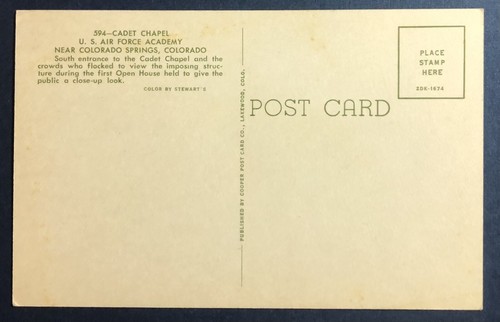 594—CADET CHAPEL
U. S. AIR FORCE ACADEMY
NEAR COLORADO SPRINGS, COLORADO
South entrance to the Cadet Chapel and the
crowds who flocked to view the imposing struc-
ture during the first Open House held to give the
public a close-up look.
COLOR BY STEWART'S
PUBLISHED BY COOPER POST CARD CO., LAKEWOOD, COLO.
POST CARD
PLACE
STAMP
HERE
2DK-1574